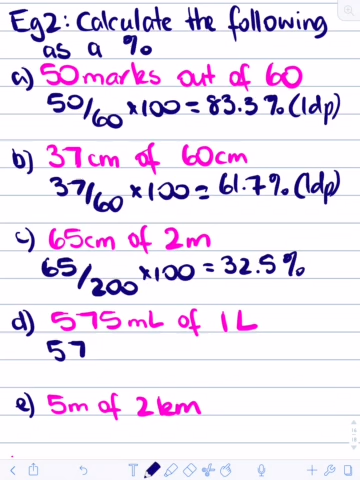 Eg2: Calculate the following
as a %
a) 50 marks out of 60
50/60 × 100 = 83.3% (1dp)
b) 37cm of 60cm
37/60 × 100 = 61.7% (1dp)
c) 65cm of 2m
65/200 × 100 = 32.5%
d) 575mL of 1L
57
e) 5m of 2km